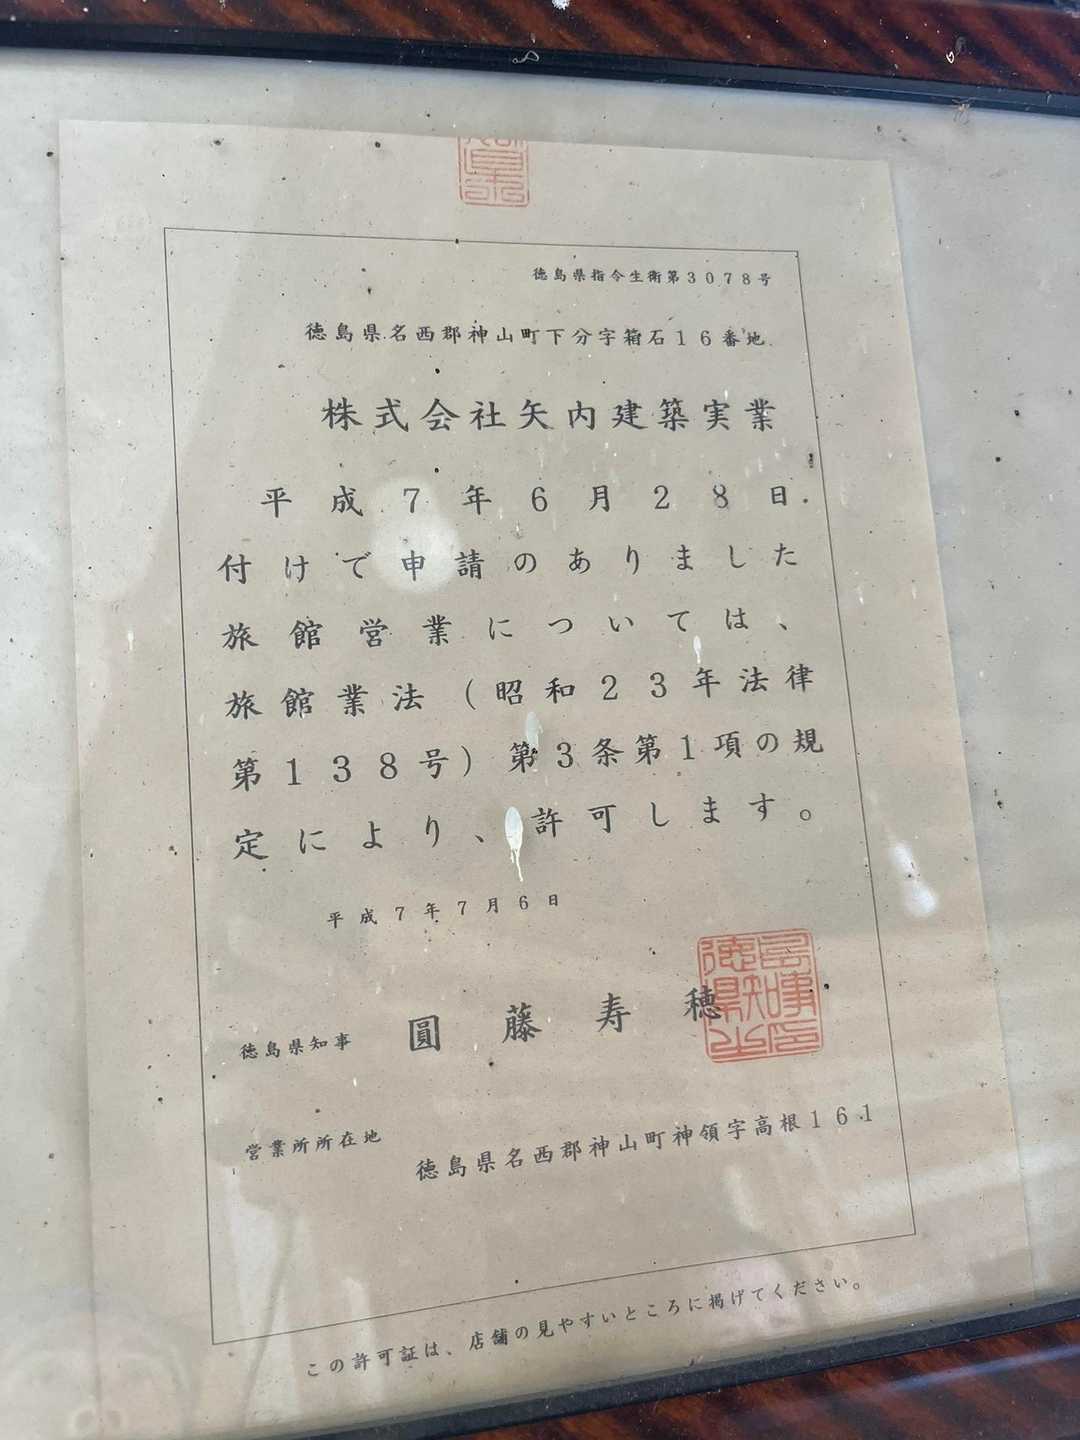 徳島県指令生衛第3078号
徳島県名西郡神山町下分字箱石16番地
株式会社矢内建築実業
平成7年6月28日
付けで申請のありました
旅館営業については、
旅館業法(昭和23年法律
第138号)第3条第1項の規
定により、許可します。
平成7年7月6日
徳島県知事 圓藤寿穂
徳島県知事之印
営業所所在地
徳島県名西郡神山町神領字高根161
この許可証は、店舗の見やすいところに掲げてください。